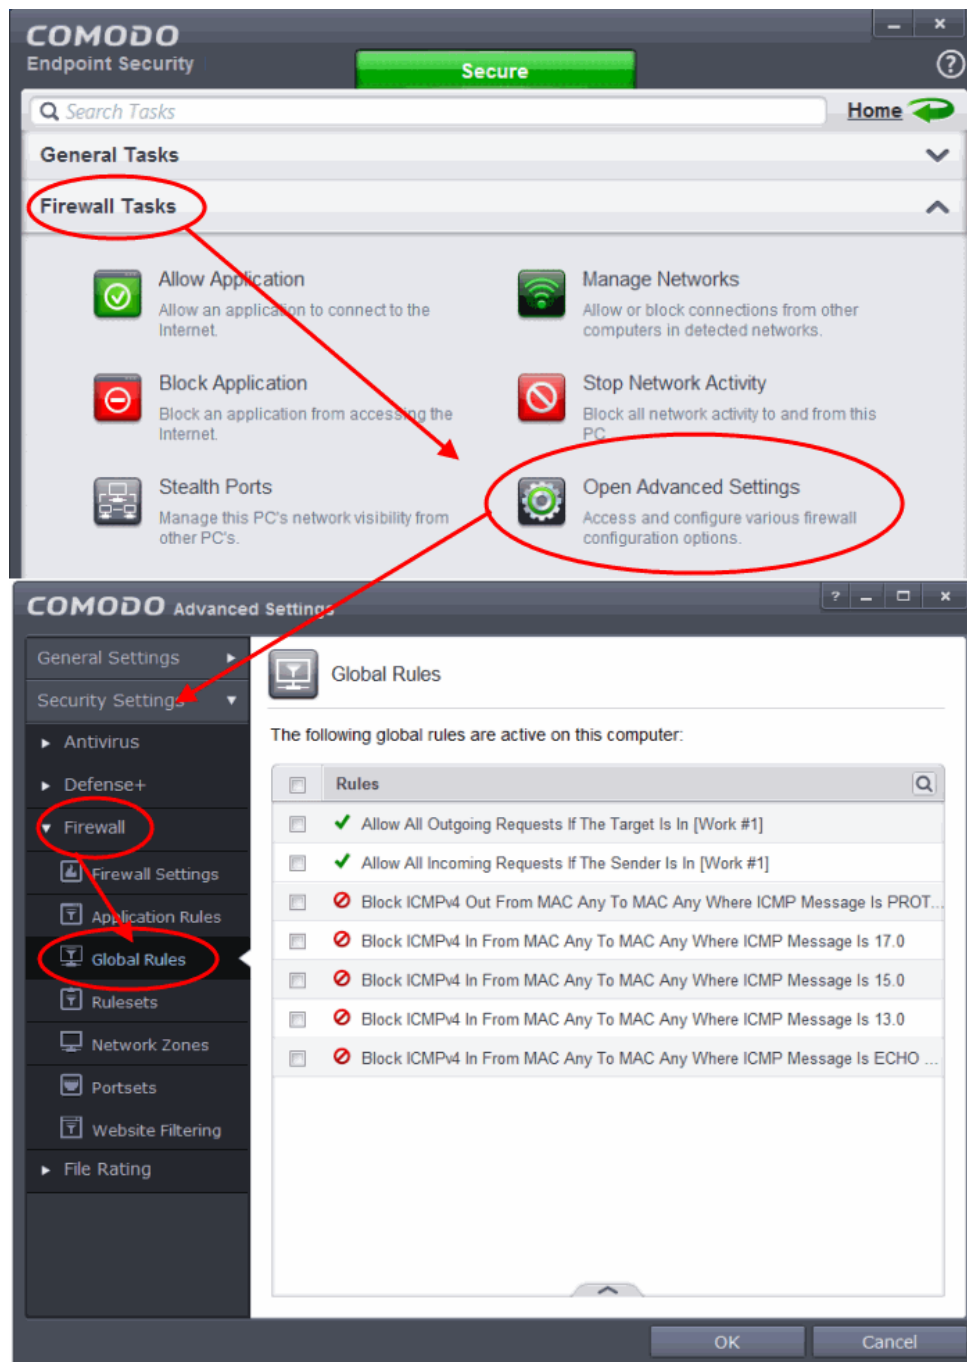 COMODO
Endpoint Security
Secure
Search Tasks
Home
General Tasks
Firewall Tasks
Allow Application
Allow an application to connect to the
Internet.
Manage Networks
Allow or block connections from other
computers in detected networks.
Block Application
Block an application from accessing the
Internet.
Stop Network Activity
Block all network activity to and from this
PC.
Stealth Ports
Manage this PC's network visibility from
other PC's.
Open Advanced Settings
Access and configure various firewall
configuration options.
COMODO Advanced Settings
General Settings
Security Settings
Antivirus
Defense+
Firewall
Firewall Settings
Application Rules
Global Rules
Rulesets
Network Zones
Portsets
Website Filtering
File Rating
Global Rules
The following global rules are active on this computer:
Rules
Allow All Outgoing Requests If The Target Is In [Work #1]
Allow All Incoming Requests If The Sender Is In [Work #1]
Block ICMPv4 Out From MAC Any To MAC Any Where ICMP Message Is PROT...
Block ICMPv4 In From MAC Any To MAC Any Where ICMP Message Is 17.0
Block ICMPv4 In From MAC Any To MAC Any Where ICMP Message Is 15.0
Block ICMPv4 In From MAC Any To MAC Any Where ICMP Message Is 13.0
Block ICMPv4 In From MAC Any To MAC Any Where ICMP Message Is ECHO ...
OK
Cancel